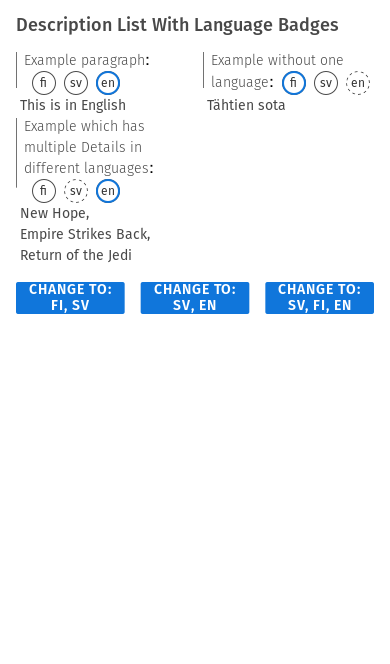 Description List With Language Badges
Example paragraph:
fi sv en
This is in English
Example without one
language: fi sv en
Tähtien sota
Example which has
multiple Details in
different languages:
fi sv en
New Hope,
Empire Strikes Back,
Return of the Jedi
CHANGE TO:
FI, SV
CHANGE TO:
SV, EN
CHANGE TO:
SV, FI, EN